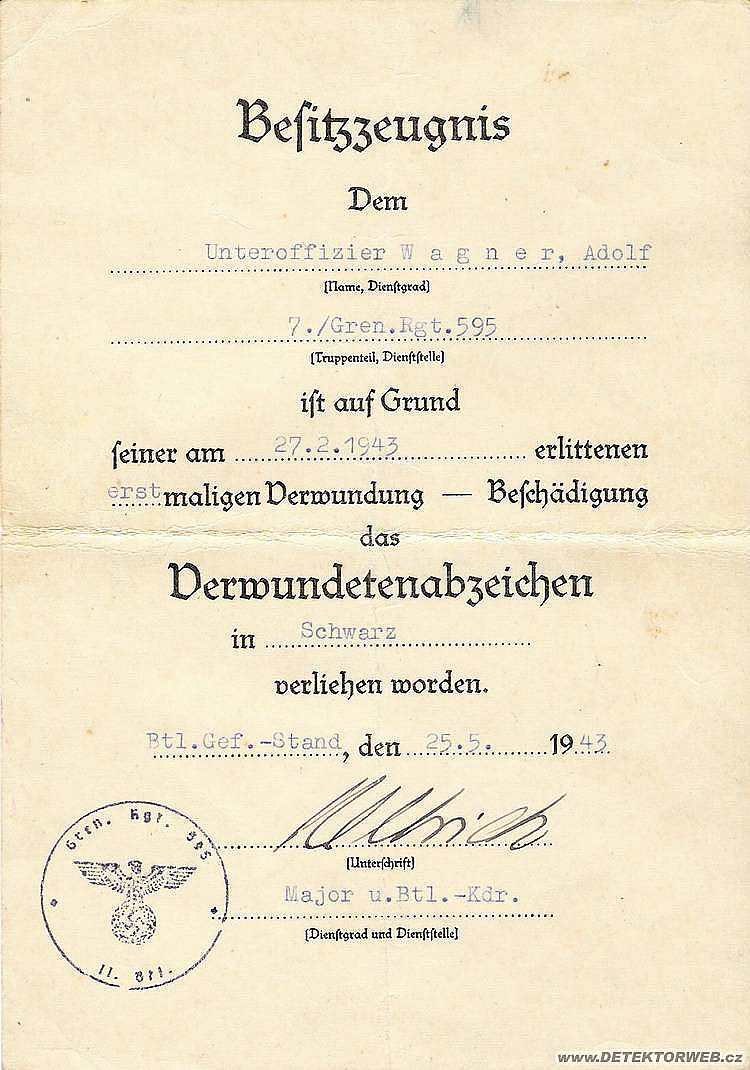 Besitzzeugnis
Dem
Unteroffizier Wagner, Adolf
(Name, Dienstgrad)
7./Gren.Rgt.595
(Truppenteil, Dienststelle)
ist auf Grund
seiner am 27.2.1943 erlittenen
erstmaligen Verwundung — Beschädigung
das
Verwundetenabzeichen
in Schwarz
verliehen worden.
Btl.Gef.-Stand, den 25.5. 1943
(Unterschrift)
Major u.Btl.-Kdr.
(Dienstgrad und Dienststelle)
Gren. Rgt. 595
II. Btl.
www.DETEKTORWEB.cz